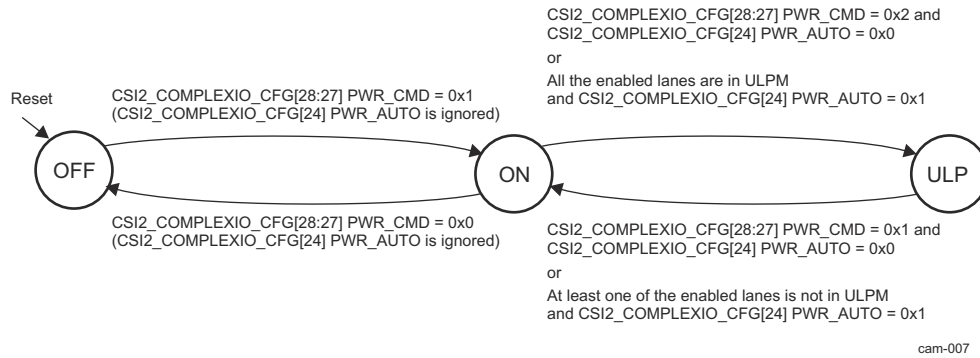 CSI2_COMPLEXIO_CFG[28:27] PWR_CMD = 0x2 and
CSI2_COMPLEXIO_CFG[24] PWR_AUTO = 0x0
or
All the enabled lanes are in ULPM
and CSI2_COMPLEXIO_CFG[24] PWR_AUTO = 0x1
Reset
CSI2_COMPLEXIO_CFG[28:27] PWR_CMD = 0x1
(CSI2_COMPLEXIO_CFG[24] PWR_AUTO is ignored)
OFF
ON
ULP
CSI2_COMPLEXIO_CFG[28:27] PWR_CMD = 0x0
(CSI2_COMPLEXIO_CFG[24] PWR_AUTO is ignored)
CSI2_COMPLEXIO_CFG[28:27] PWR_CMD = 0x1 and
CSI2_COMPLEXIO_CFG[24] PWR_AUTO = 0x0
or
At least one of the enabled lanes is not in ULPM
and CSI2_COMPLEXIO_CFG[24] PWR_AUTO = 0x1
cam-007